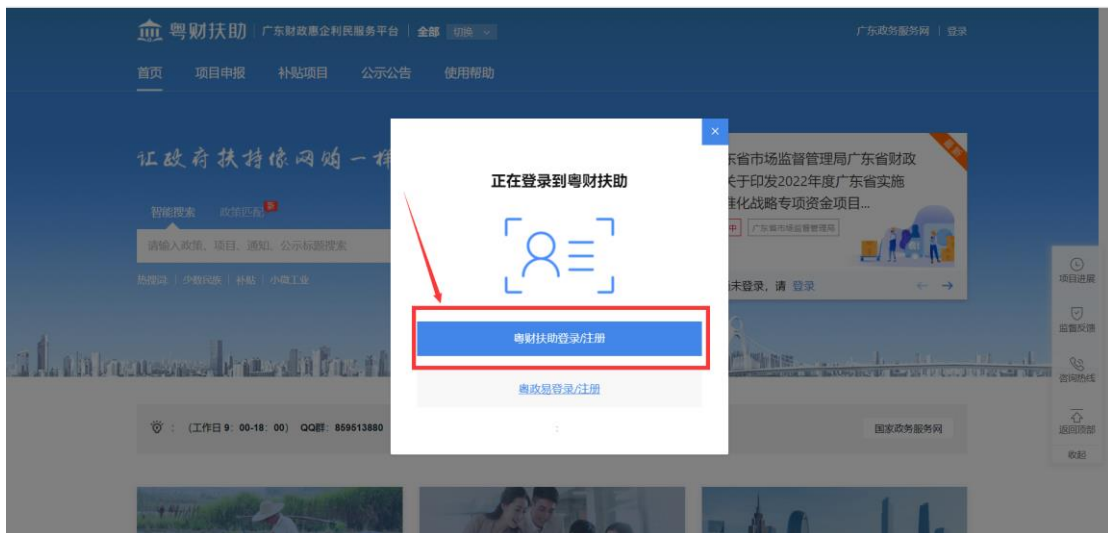 粤财扶助 广东财政惠企利民服务平台 全部 切换
广东政务服务网 登录
首页 项目申报 补贴项目 公示公告 使用帮助
让政府扶持像网购一样
智能搜索 政策匹配 新
请输入政策、项目、通知、公示标题搜索
热搜词 少数民族 补贴 小微工业
×
正在登录到粤财扶助
粤财扶助登录/注册
粤政易登录/注册
:
最新
东省市场监督管理局广东省财政
关于印发2022年度广东省实施
准化战略专项资金项目...
中 广东省市场监督管理局
尚未登录，请 登录 ← →
项目进展
监督反馈
咨询热线
返回顶部
收起
: (工作日 9：00-18：00) QQ群：859513880
国家政务服务网